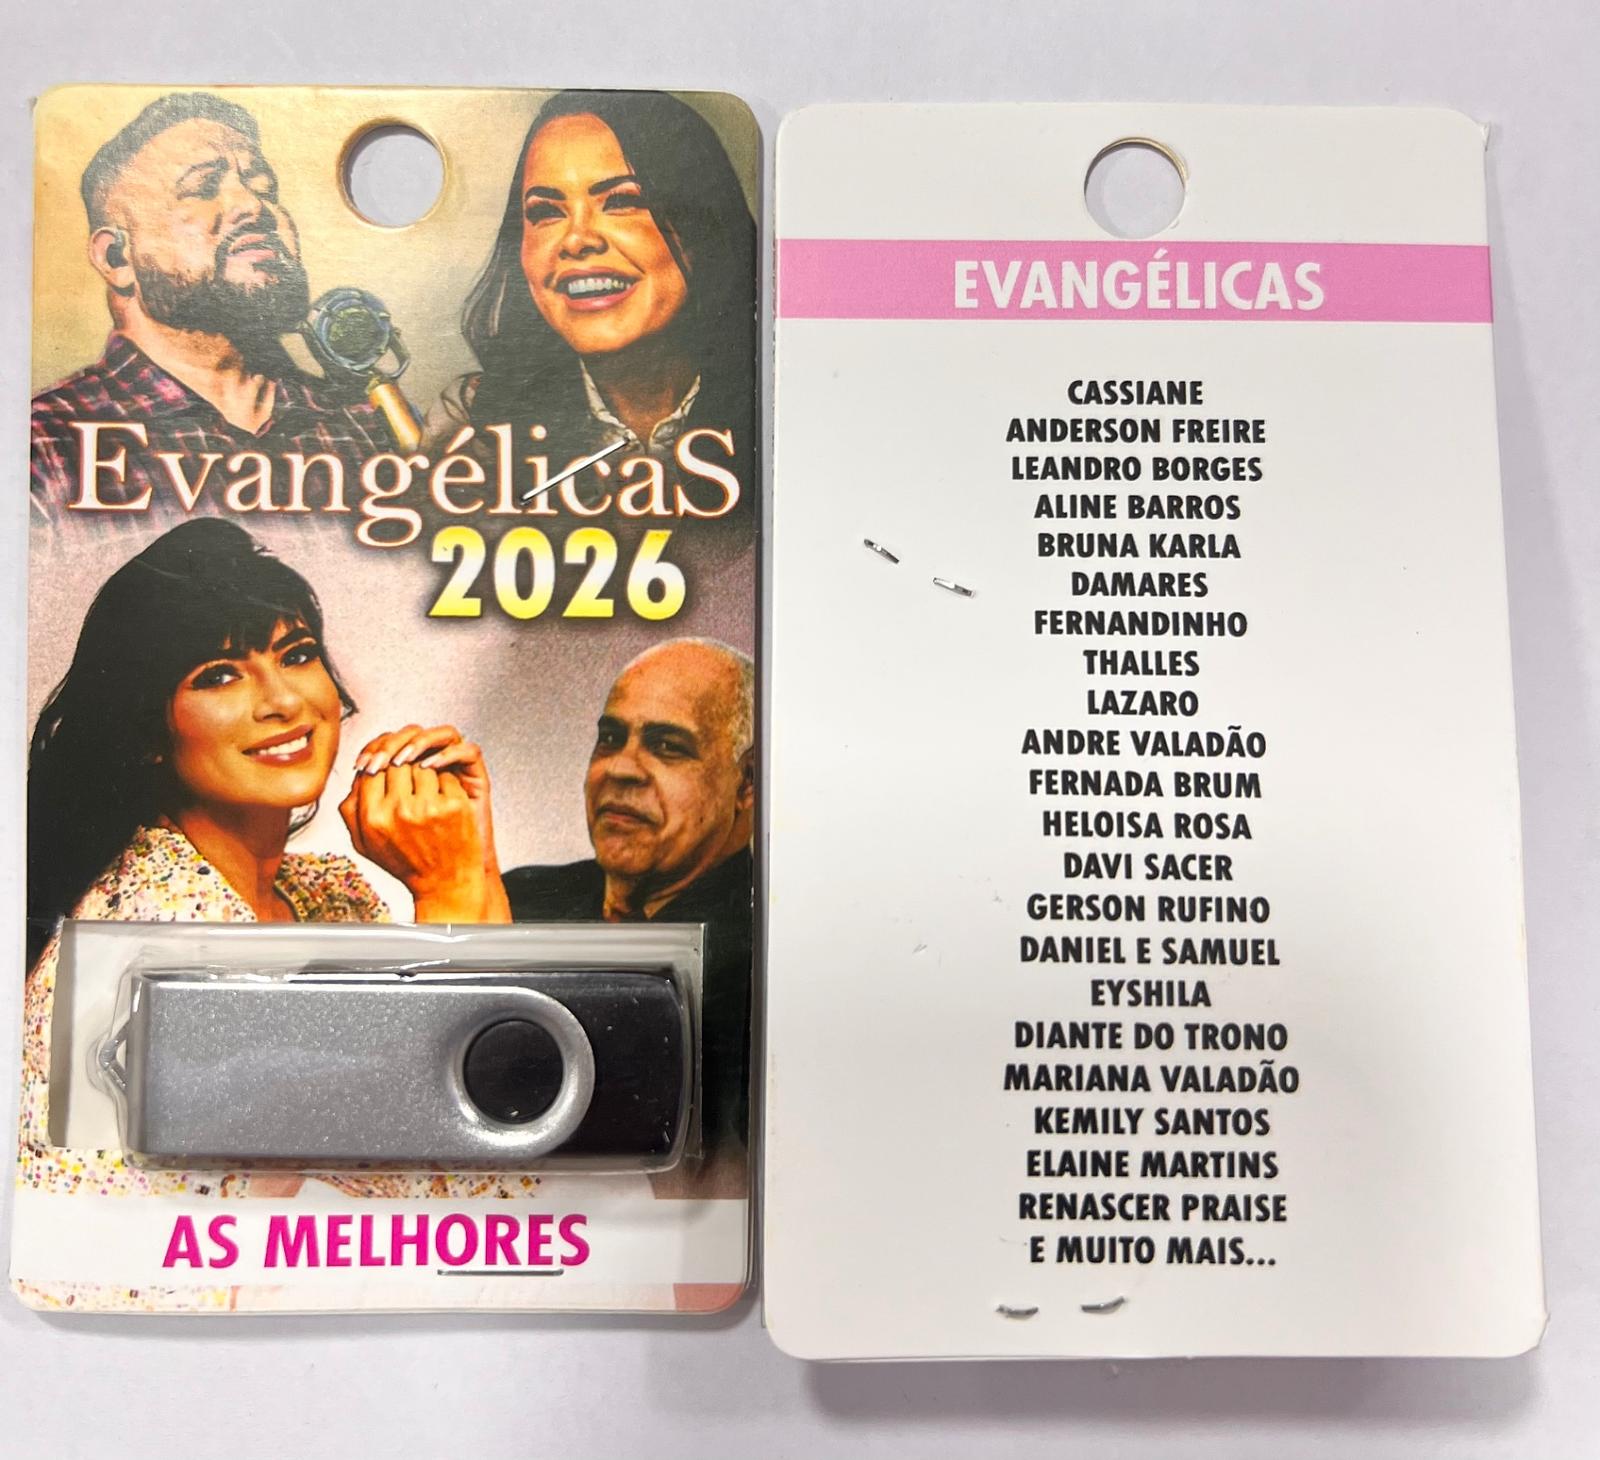 EvangélicaS
2026
AS MELHORES
EVANGÉLICAS
CASSIANE
ANDERSON FREIRE
LEANDRO BORGES
ALINE BARROS
BRUNA KARLA
DAMARES
FERNANDINHO
THALLES
LAZARO
ANDRE VALADÃO
FERNADA BRUM
HELOISA ROSA
DAVI SACER
GERSON RUFINO
DANIEL E SAMUEL
EYSHILA
DIANTE DO TRONO
MARIANA VALADÃO
KEMILY SANTOS
ELAINE MARTINS
RENASCER PRAISE
E MUITO MAIS...